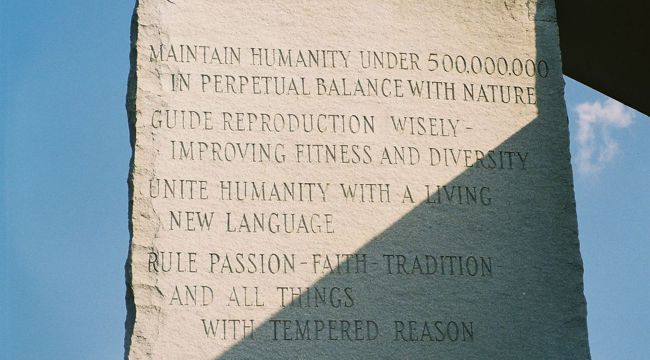 MAINTAIN HUMANITY UNDER 500,000,000
IN PERPETUAL BALANCE WITH NATURE
GUIDE REPRODUCTION WISELY-
IMPROVING FITNESS AND DIVERSITY
UNITE HUMANITY WITH A LIVING
NEW LANGUAGE
RULE PASSION-FAITH-TRADITION
AND ALL THINGS
WITH TEMPERED REASON